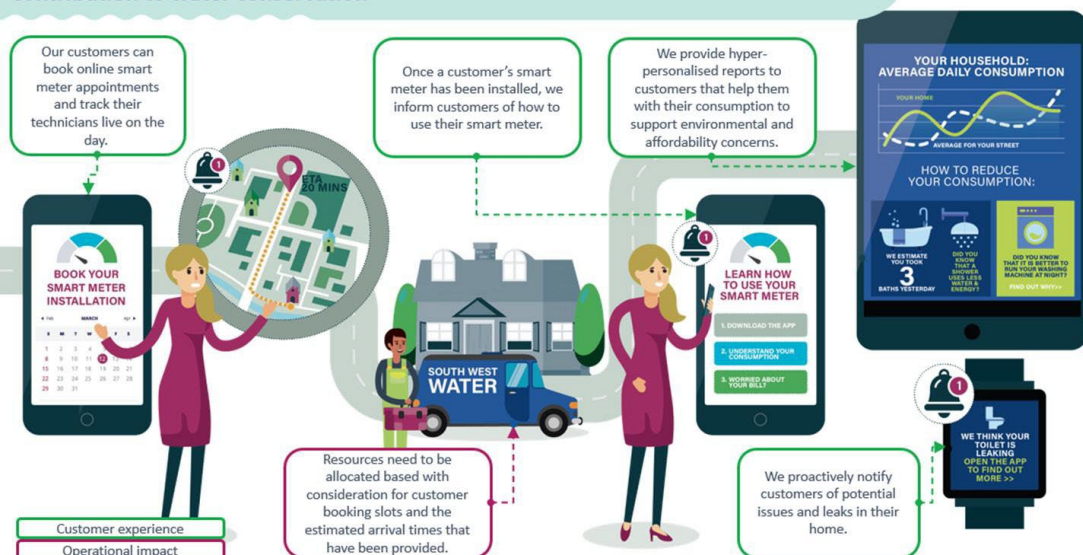 Our customers can
book online smart
meter appointments
and track their
technicians live on the
day.
Once a customer's smart
meter has been installed, we
inform customers of how to
use their smart meter.
We provide hyper-
personalised reports to
customers that help them
with their consumption to
support environmental and
affordability concerns.
1
ETA
20 MINS
BOOK YOUR
SMART METER
INSTALLATION
Feb MARCH Apr
S M T W F S
1 2 3 4
8 9 10 11 12 13
15 16 17 18 19 20 21
22 23 24 25 26 27 28
29 30 31
SOUTH WEST
WATER
1
LEARN HOW
TO USE YOUR
SMART METER
1. DOWNLOAD THE APP
2. UNDERSTAND YOUR
CONSUMPTION
3. WORRIED ABOUT
YOUR BILL?
YOUR HOUSEHOLD:
AVERAGE DAILY CONSUMPTION
YOUR HOME
AVERAGE FOR YOUR STREET
HOW TO REDUCE
YOUR CONSUMPTION:
WE ESTIMATE
YOU TOOK
3
BATHS YESTERDAY
DID YOU
KNOW
THAT A
SHOWER
USES LESS
WATER &
ENERGY?
DID YOU KNOW
THAT IT IS BETTER TO
RUN YOUR WASHING
MACHINE AT NIGHT?
FIND OUT WHY>>
1
WE THINK YOUR
TOILET IS
LEAKING
OPEN THE APP
TO FIND OUT
MORE >>
Resources need to be
allocated based with
consideration for customer
booking slots and the
estimated arrival times that
have been provided.
We proactively notify
customers of potential
issues and leaks in their
home.
Customer experience
Operational impact